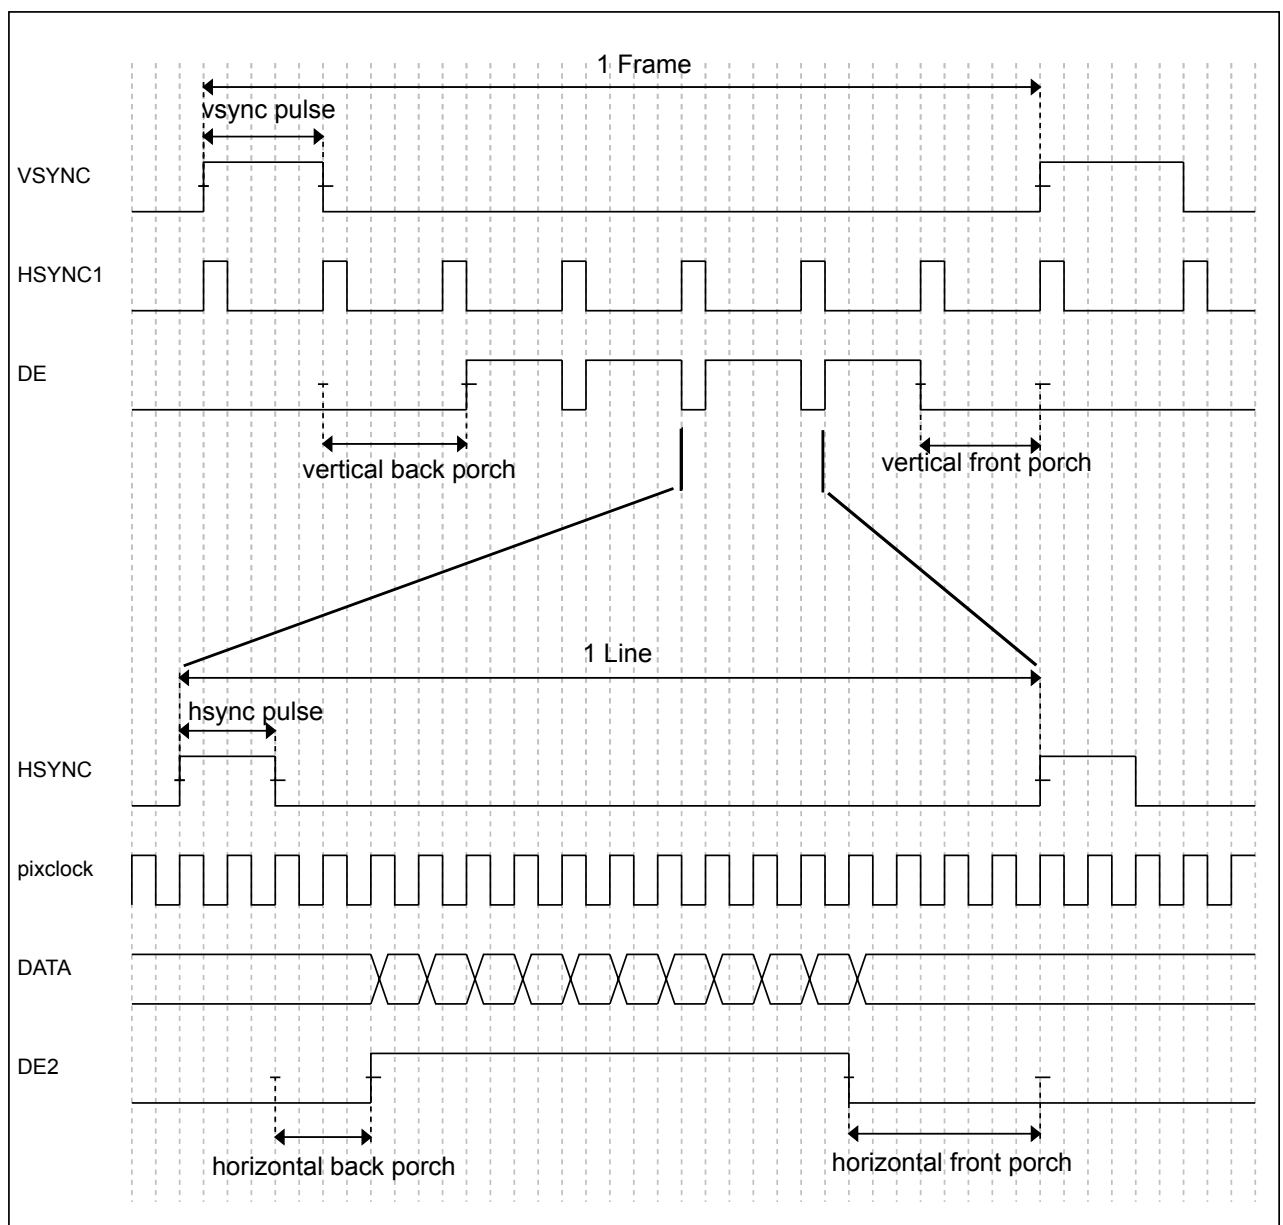 1 Frame
vsync pulse
VSYNC
HSYNC1
DE
vertical back porch
vertical front porch
1 Line
hsync pulse
HSYNC
pixclock
DATA
DE2
horizontal back porch
horizontal front porch